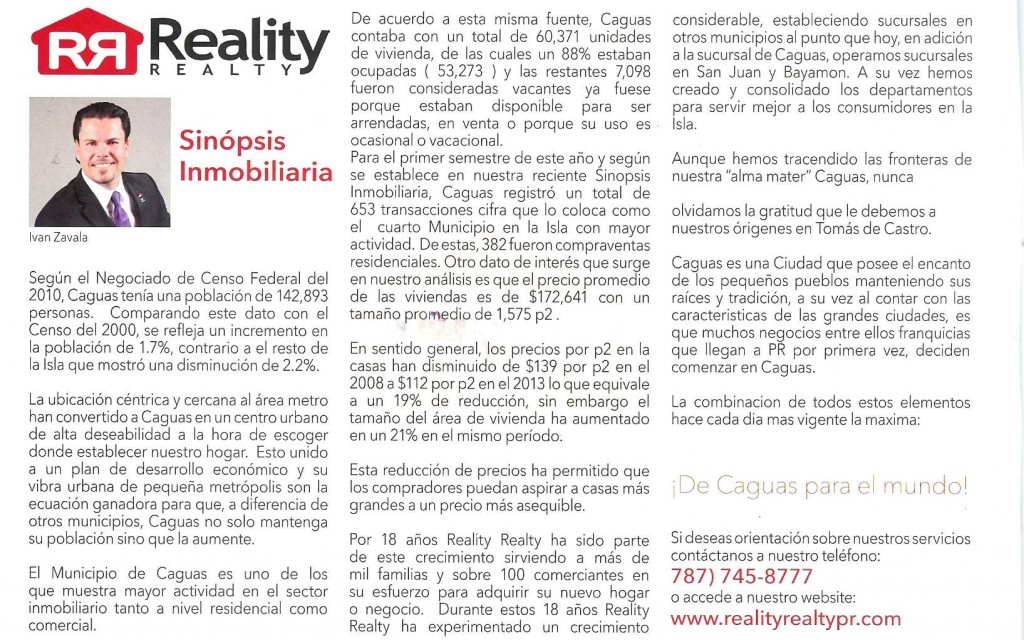 RR Reality
REALTY
Sinópsis
Inmobiliaria
Ivan Zavala
Según el Negociado de Censo Federal del
2010, Caguas tenía una población de 142,893
personas. Comparando este dato con el
Censo del 2000, se refleja un incremento en
la población de 1.7%, contrario a el resto de
la Isla que mostró una disminución de 2.2%.
La ubicación céntrica y cercana al área metro
han convertido a Caguas en un centro urbano
de alta deseabilidad a la hora de escoger
donde establecer nuestro hogar. Esto unido
a un plan de desarrollo económico y su
vibra urbana de pequeña metrópolis son la
ecuación ganadora para que, a diferencia de
otros municipios, Caguas no solo mantenga
su población sino que la aumente.
El Municipio de Caguas es uno de los
que muestra mayor actividad en el sector
inmobiliario tanto a nivel residencial como
comercial.
De acuerdo a esta misma fuente, Caguas
contaba con un total de 60,371 unidades
de vivienda, de las cuales un 88% estaban
ocupadas ( 53,273 ) y las restantes 7,098
fueron consideradas vacantes ya fuese
porque estaban disponible para ser
arrendadas, en venta o porque su uso es
ocasional o vacacional.
Para el primer semestre de este año y según
se establece en nuestra reciente Sinopsis
Inmobiliaria, Caguas registró un total de
653 transacciones cifra que lo coloca como
el cuarto Municipio en la Isla con mayor
actividad. De estas, 382 fueron compraventas
residenciales. Otro dato de interés que surge
en nuestro análisis es que el precio promedio
de las viviendas es de $172,641 con un
tamaño promedio de 1,575 p2 .
En sentido general, los precios por p2 en la
casas han disminuido de $139 por p2 en el
2008 a $112 por p2 en el 2013 lo que equivale
a un 19% de reducción, sin embargo el
tamaño del área de vivienda ha aumentado
en un 21% en el mismo período.
Esta reducción de precios ha permitido que
los compradores puedan aspirar a casas más
grandes a un precio más asequible.
Por 18 años Reality Realty ha sido parte
de este crecimiento sirviendo a más de
mil familias y sobre 100 comerciantes en
su esfuerzo para adquirir su nuevo hogar
o negocio. Durante estos 18 años Reality
Realty ha experimentado un crecimiento
considerable, estableciendo sucursales en
otros municipios al punto que hoy, en adición
a la sucursal de Caguas, operamos sucursales
en San Juan y Bayamon. A su vez hemos
creado y consolidado los departamentos
para servir mejor a los consumidores en la
Isla.
Aunque hemos tracendido las fronteras de
nuestra “alma mater” Caguas, nunca
olvidamos la gratitud que le debemos a
nuestros órigenes en Tomás de Castro.
Caguas es una Ciudad que posee el encanto
de los pequeños pueblos manteniendo sus
raíces y tradición, a su vez al contar con las
caracteristicas de las grandes ciudades, es
que muchos negocios entre ellos franquicias
que llegan a PR por primera vez, deciden
comenzar en Caguas.
La combinacion de todos estos elementos
hace cada dia mas vigente la maxima:
¡De Caguas para el mundo!
Si deseas orientación sobre nuestros servicios
contáctanos a nuestro teléfono:
787) 745-8777
o accede a nuestro website:
www.realityrealtypr.com